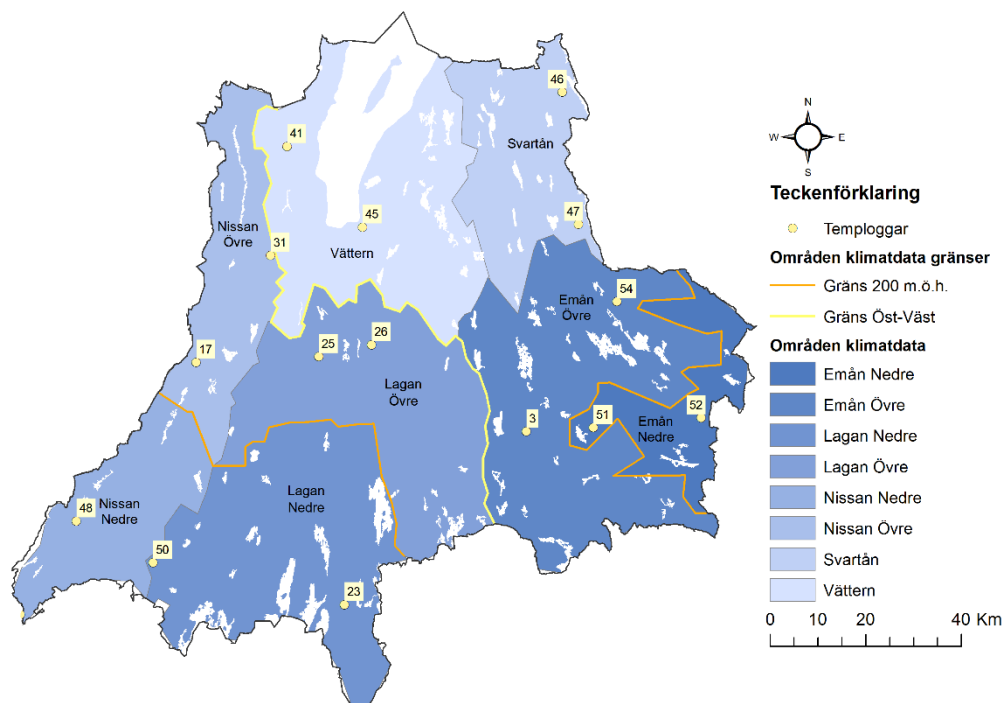 46
N
W
E
S
41
Svartån
Teckenförklaring
45
47
Nissan
Övre
Temploggar
31
Vättern
Områden klimatdata gränser
54
Gräns 200 m.ö.h.
Emån
Övre
26
Gräns Öst-Väst
25
17
Områden klimatdata
Lagan
Övre
Emån Nedre
51
52
Emån
Nedre
3
Emån Övre
Lagan Nedre
Lagan Övre
Lagan
Nedre
Nissan
Nedre
48
Nissan Nedre
Nissan Övre
50
Svartån
23
Vättern
0 10 20 40 Km